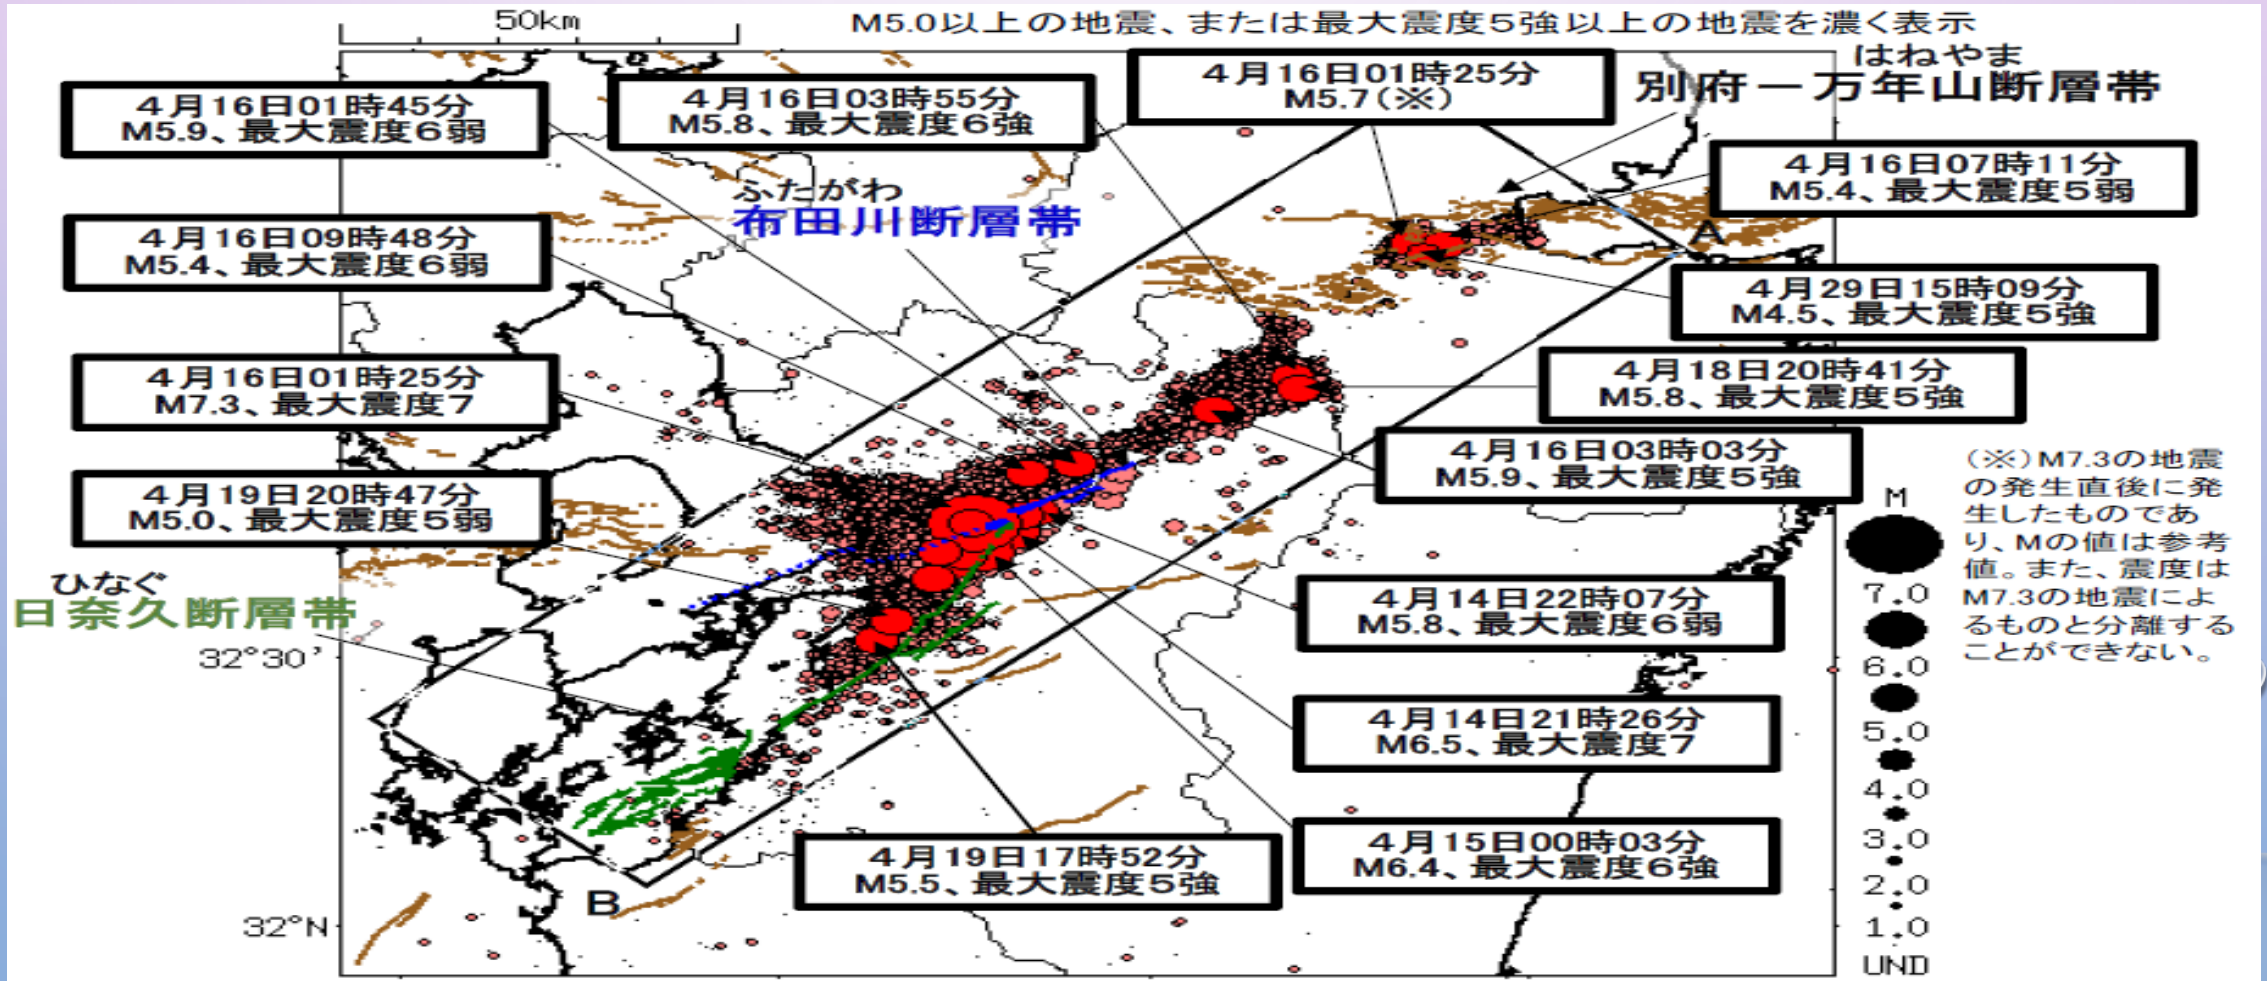 50km
M5.0以上の地震、または最大震度5強以上の地震を濃く表示
はねやま
別府－万年山断層帯
4月16日01時45分
M5.9、最大震度6弱
4月16日03時55分
M5.8、最大震度6強
4月16日01時25分
M5.7(※)
4月16日07時11分
M5.4、最大震度5弱
ふたがわ
布田川断層帯
4月16日09時48分
M5.4、最大震度6弱
A
4月29日15時09分
M4.5、最大震度5強
4月16日01時25分
M7.3、最大震度7
4月18日20時41分
M5.8、最大震度5強
4月16日03時03分
M5.9、最大震度5強
4月19日20時47分
M5.0、最大震度5弱
(※)M7.3の地震
の発生直後に発
生したものであ
り、Mの値は参考
値。また、震度は
M7.3の地震によ
るものと分離する
ことができない。
ひなぐ
日奈久断層帯
4月14日22時07分
M5.8、最大震度6弱
32°30'
4月14日21時26分
M6.5、最大震度7
4月19日17時52分
M5.5、最大震度5強
4月15日00時03分
M6.4、最大震度6強
B
32°N
M
7.0
6.0
5.0
4.0
3.0
2.0
1.0
UND